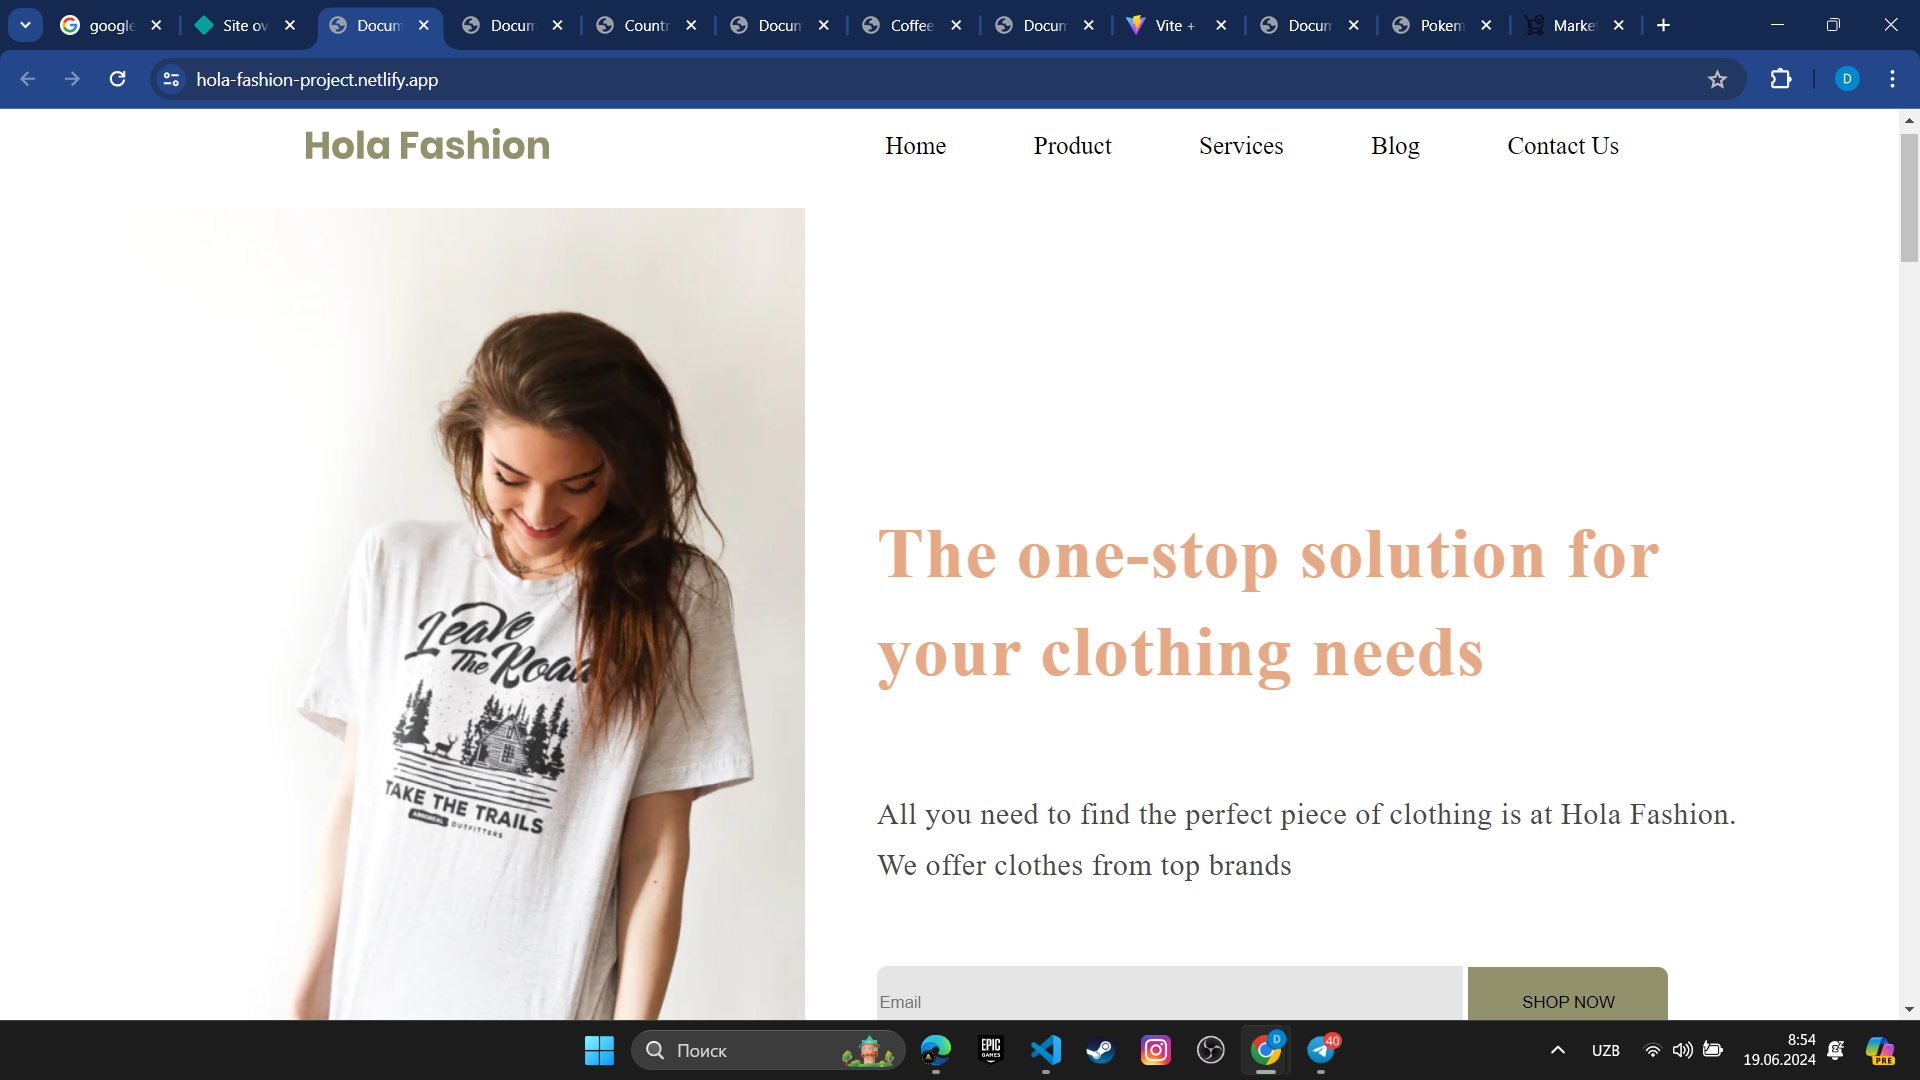 google
Site ov
Docum
Docum
Countr
Docum
Coffee
Docum
Vite +
Docum
Pokem
Market
hola-fashion-project.netlify.app
D
Hola Fashion
Home
Product
Services
Blog
Contact Us
Leave
The Road
TAKE THE TRAILS
ARBOREAL OUTFITTERS
The one-stop solution for
your clothing needs
All you need to find the perfect piece of clothing is at Hola Fashion.
We offer clothes from top brands
Email
SHOP NOW
Поиск
EPIC
GAMES
D
40
UZB
8:54
19.06.2024
PRE